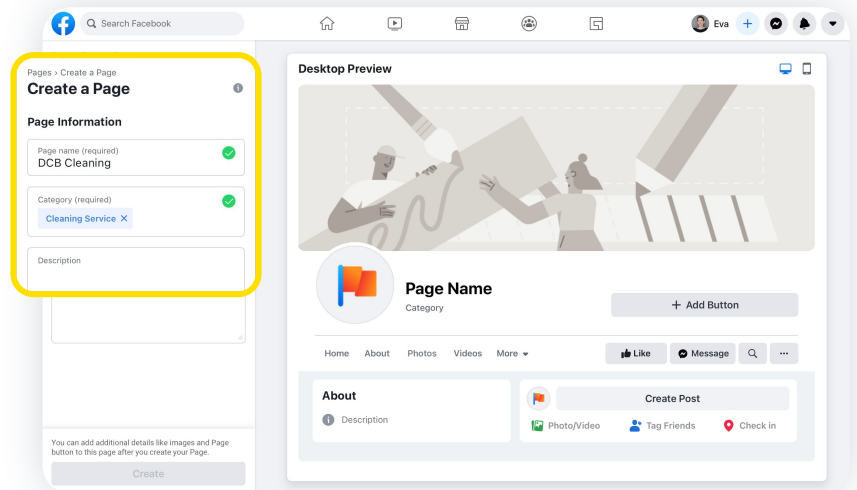 Search Facebook
Eva
Pages › Create a Page
Create a Page
Page Information
Page name (required)
DCB Cleaning
Category (required)
Cleaning Service ×
Description
You can add additional details like images and Page
button to this page after you create your Page.
Create
Desktop Preview
Page Name
Category
+ Add Button
Home About Photos Videos More
Like Message ...
About
Description
Create Post
Photo/Video Tag Friends Check in